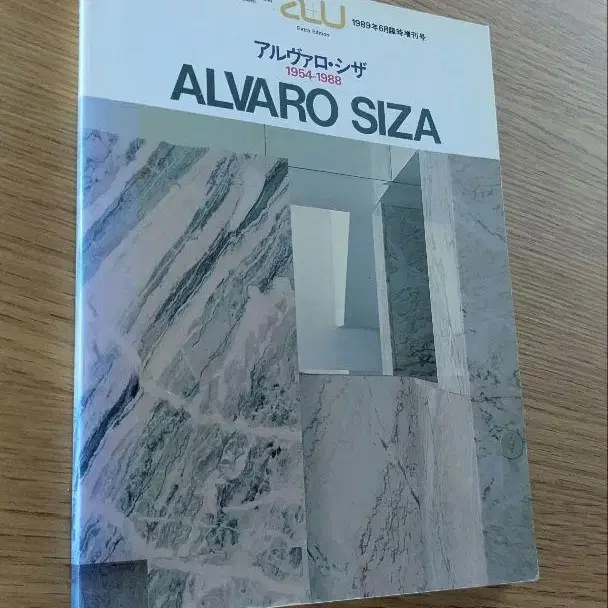 a+u
1989年6月臨時増刊号
Extra Edition
アルヴァロ・シザ
1954-1988
ALVARO SIZA